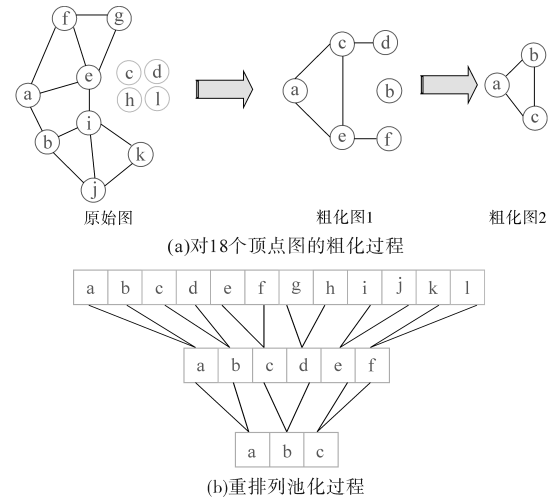 f g
e c d
a h l
b i k
j
c d
a b
e f
b
a
c
原始图 粗化图1 粗化图2
(a)对18个顶点图的粗化过程
a b c d e f g h i j k l
a b c d e f
a b c
(b)重排列池化过程